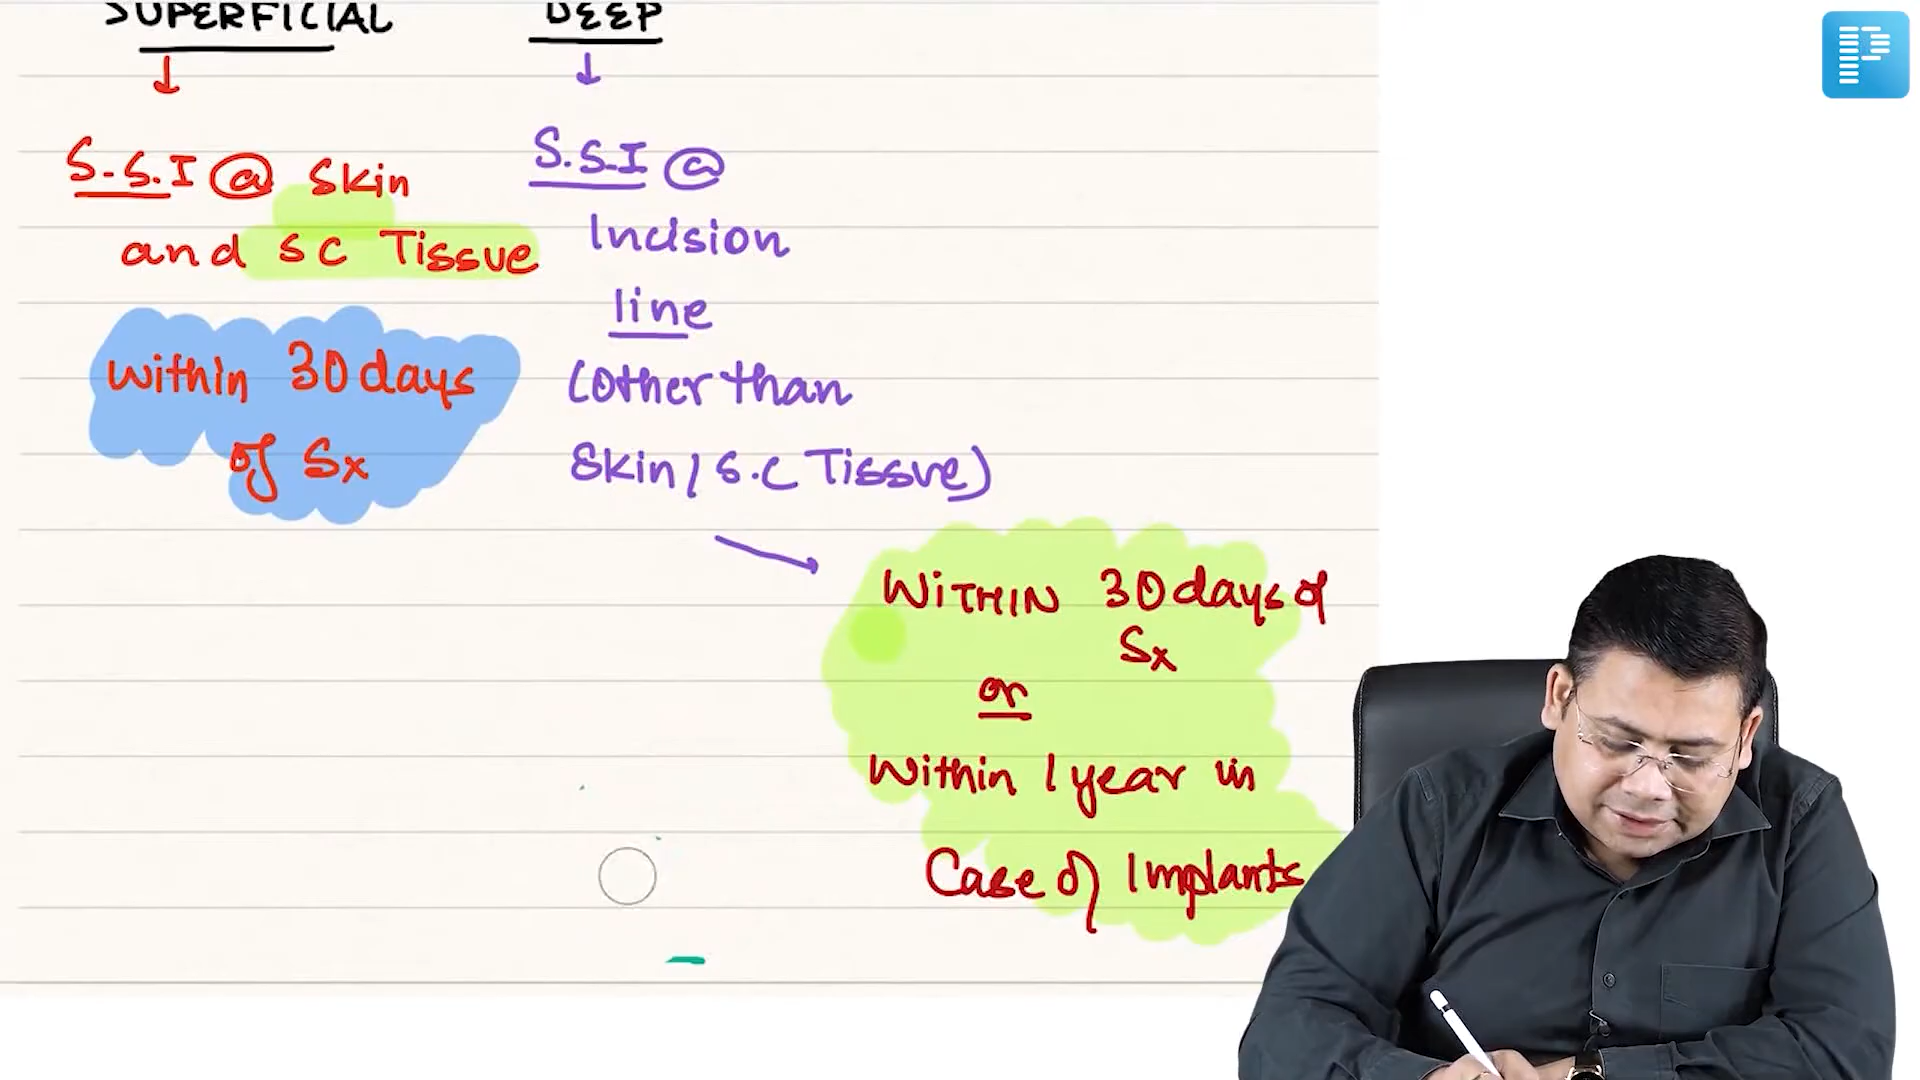 SUPERFICIAL
S.S.I @ Skin
and SC Tissue
Within 30 days
of Sx
DEEP
S.S.I @
Incision
line
(other than
Skin / S.C Tissue)
WITHIN 30 days of
Sx
or
Within 1 year in
Case of Implants
P